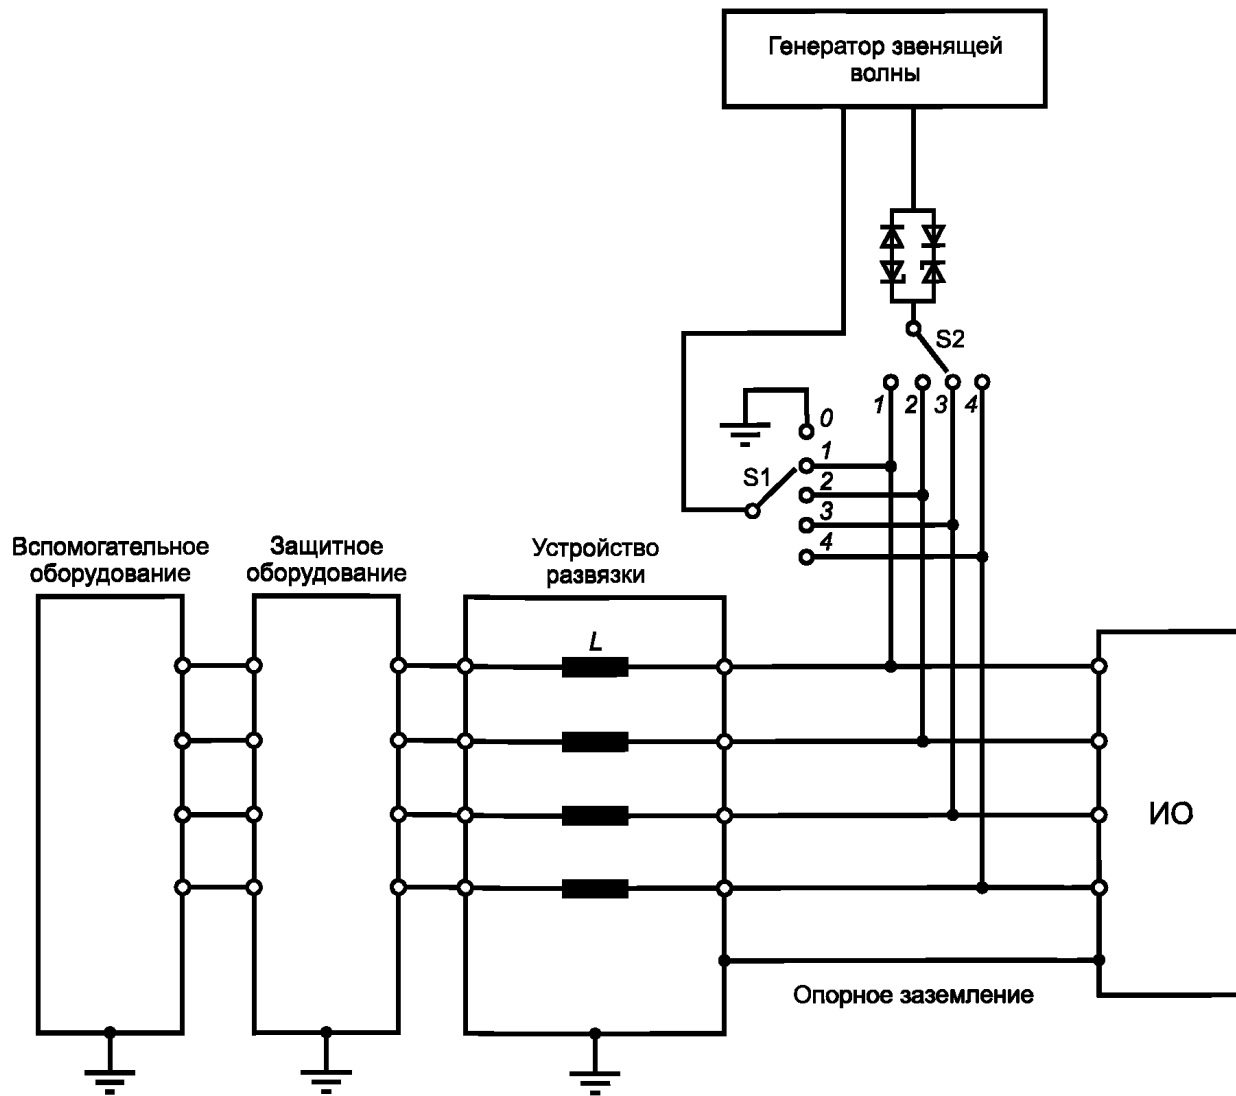 Генератор звенящей
волны
S2
1 2 3 4
0
1
S1
2
3
4
Вспомогательное
оборудование
Защитное
оборудование
Устройство
развязки
L
ИО
Опорное заземление